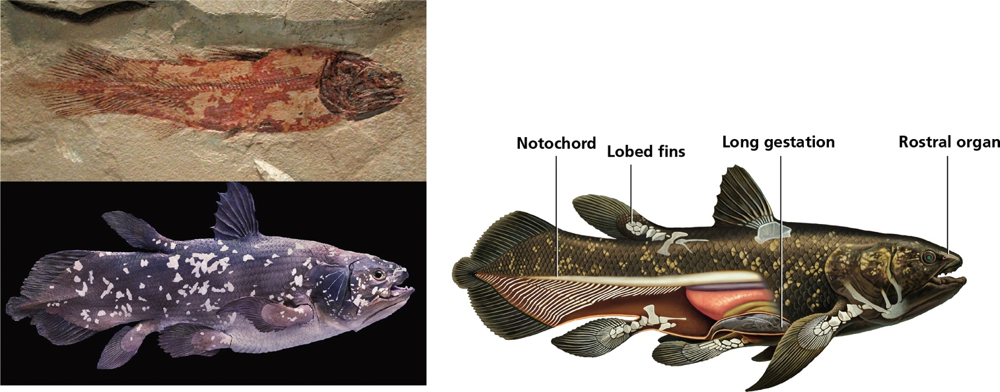 Notochord
Lobed fins
Long gestation
Rostral organ